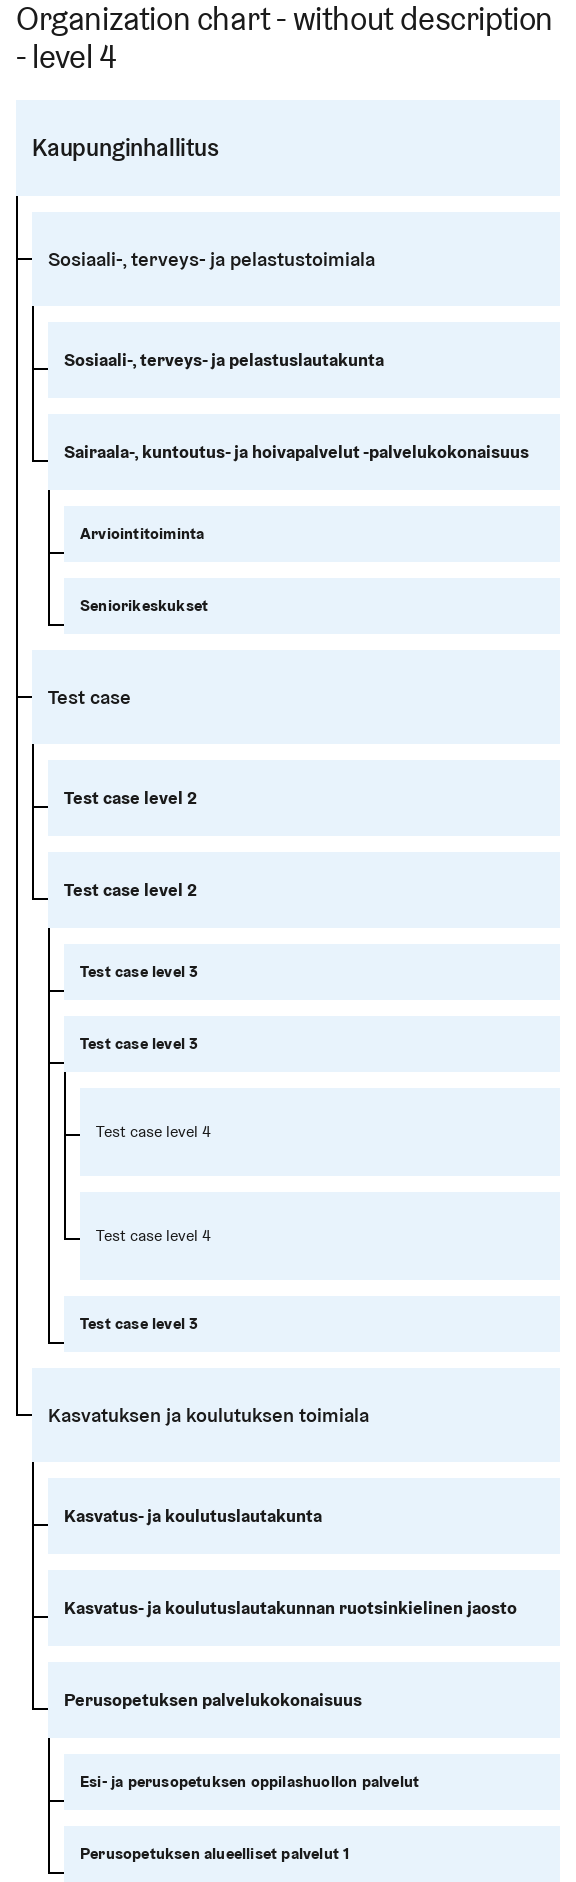 Organization chart - without description
- level 4
Kaupunginhallitus
Sosiaali-, terveys- ja pelastustoimiala
Sosiaali-, terveys- ja pelastuslautakunta
Sairaala-, kuntoutus- ja hoivapalvelut -palvelukokonaisuus
Arviointitoiminta
Seniorikeskukset
Test case
Test case level 2
Test case level 2
Test case level 3
Test case level 3
Test case level 4
Test case level 4
Test case level 3
Kasvatuksen ja koulutuksen toimiala
Kasvatus- ja koulutuslautakunta
Kasvatus- ja koulutuslautakunnan ruotsinkielinen jaosto
Perusopetuksen palvelukokonaisuus
Esi- ja perusopetuksen oppilashuollon palvelut
Perusopetuksen alueelliset palvelut 1